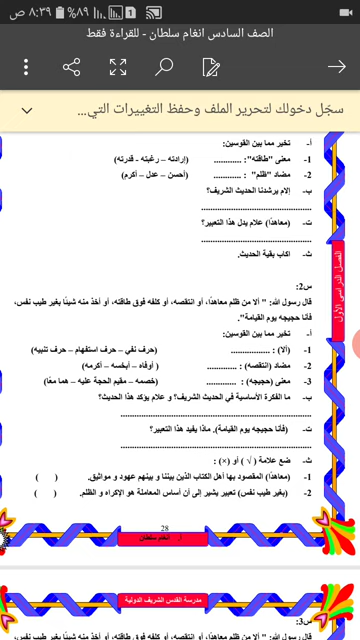 سجّل
1
٨٩%
٨:٣٩ ص
الصف السادس انغام سلطان - للقراءة فقط
سجّل دخولك لتحرير الملف وحفظ التغييرات التي...
أ- تخير مما بين القوسين:
1- معنى "طاقته": ............ (إرادته – رغبته - قدرته)
2- مضاد "ظلم" : ............ (أحسن – عدل – أكرم)
ب- إلام يرشدنا الحديث الشريف؟
................................
ت- (معاهدًا) علام يدل هذا التعبير؟
................................
ث- اكتب بقية الحديث.
س2:
قال رسول الله: " ألا من ظلم معاهدًا، أو انتقصه، أو كلفه فوق طاقته، أو أخذ منه شيئًا بغير طيب نفس،
فأنا حجيجه يوم القيامة".
أ- تخير مما بين القوسين:
1- (ألا) : ................ (حرف نفي – حرف استفهام – حرف تنبيه)
2- مضاد (انتقصه) : ............ ( أوفاه – أبخسه – أكرمه)
3- معنى (حجيجه) : ............ (خصمه – مقيم الحجة عليه – هما معًا)
ب- ما الفكرة الأساسية في الحديث الشريف؟ و علام يؤكد هذا الحديث؟
................................
ت- (فأنا حجيجه يوم القيامة). ماذا يفيد هذا التعبير؟
................................
ث- ضع علامة ( √ ) أو (×) :
1- (معاهدًا) المقصود بها أهل الكتاب الذين بيننا و بينهم عهود و مواثيق. ( )
2- (بغير طيب نفس) تعبير يشير إلى أن أساس المعاملة هو الإكراه و الظلم. ( )
الفصل الدراسي الأول
28
أ. انغام سلطان
مدرسة القدس الشريف الدولية
س3:
قال رسول الله: " ألا من ظلم معاهدًا، أو انتقصه، أو كلفه فوق طاقته، أو أخذ منه شيئًا بغير طيب نفس،